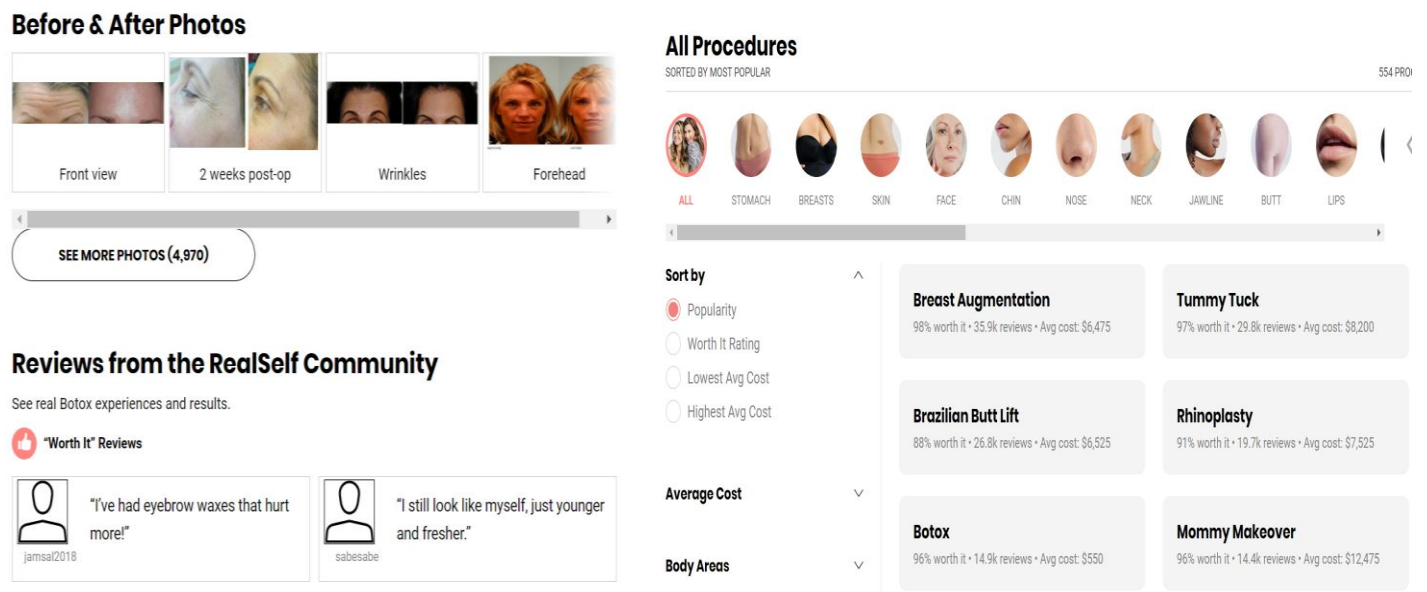 Before & After Photos
Front view
2 weeks post-op
Wrinkles
Forehead
SEE MORE PHOTOS (4,970)
Reviews from the RealSelf Community
See real Botox experiences and results.
“Worth It” Reviews
“I’ve had eyebrow waxes that hurt
more!”
jamsal2018
“I still look like myself, just younger
and fresher.”
sabesabe
All Procedures
SORTED BY MOST POPULAR
554 PROC
ALL
STOMACH
BREASTS
SKIN
FACE
CHIN
NOSE
NECK
JAWLINE
BUTT
LIPS
Sort by
Popularity
Worth It Rating
Lowest Avg Cost
Highest Avg Cost
Average Cost
Body Areas
Breast Augmentation
98% worth it • 35.9k reviews • Avg cost: $6,475
Tummy Tuck
97% worth it • 29.8k reviews • Avg cost: $8,200
Brazilian Butt Lift
88% worth it • 26.8k reviews • Avg cost: $6,525
Rhinoplasty
91% worth it • 19.7k reviews • Avg cost: $7,525
Botox
96% worth it • 14.9k reviews • Avg cost: $550
Mommy Makeover
96% worth it • 14.4k reviews • Avg cost: $12,475